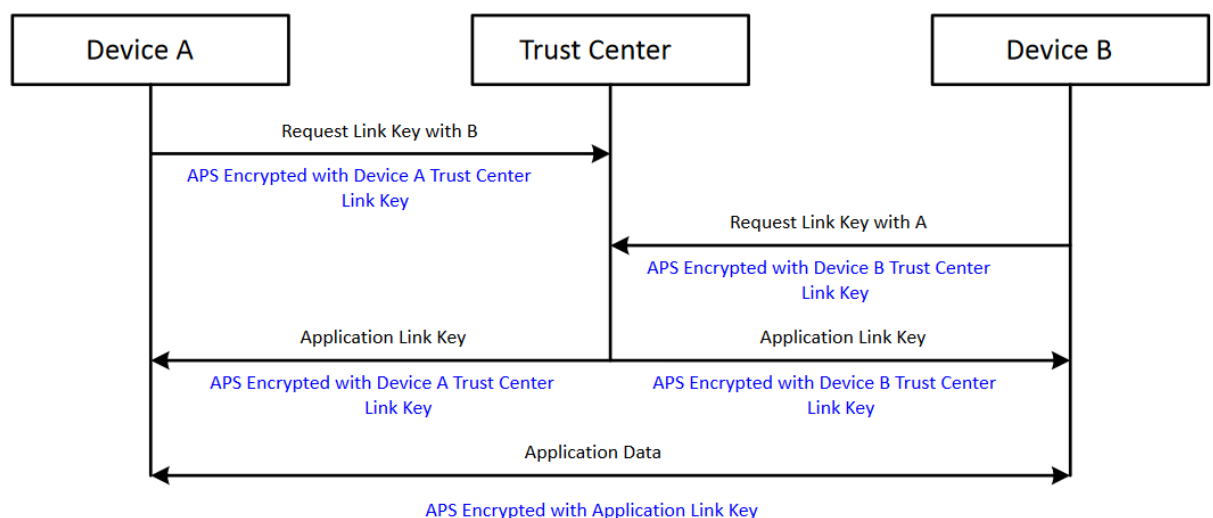 Device A
Trust Center
Device B
Request Link Key with B
APS Encrypted with Device A Trust Center
Link Key
Request Link Key with A
APS Encrypted with Device B Trust Center
Link Key
Application Link Key
Application Link Key
APS Encrypted with Device A Trust Center
Link Key
APS Encrypted with Device B Trust Center
Link Key
Application Data
APS Encrypted with Application Link Key